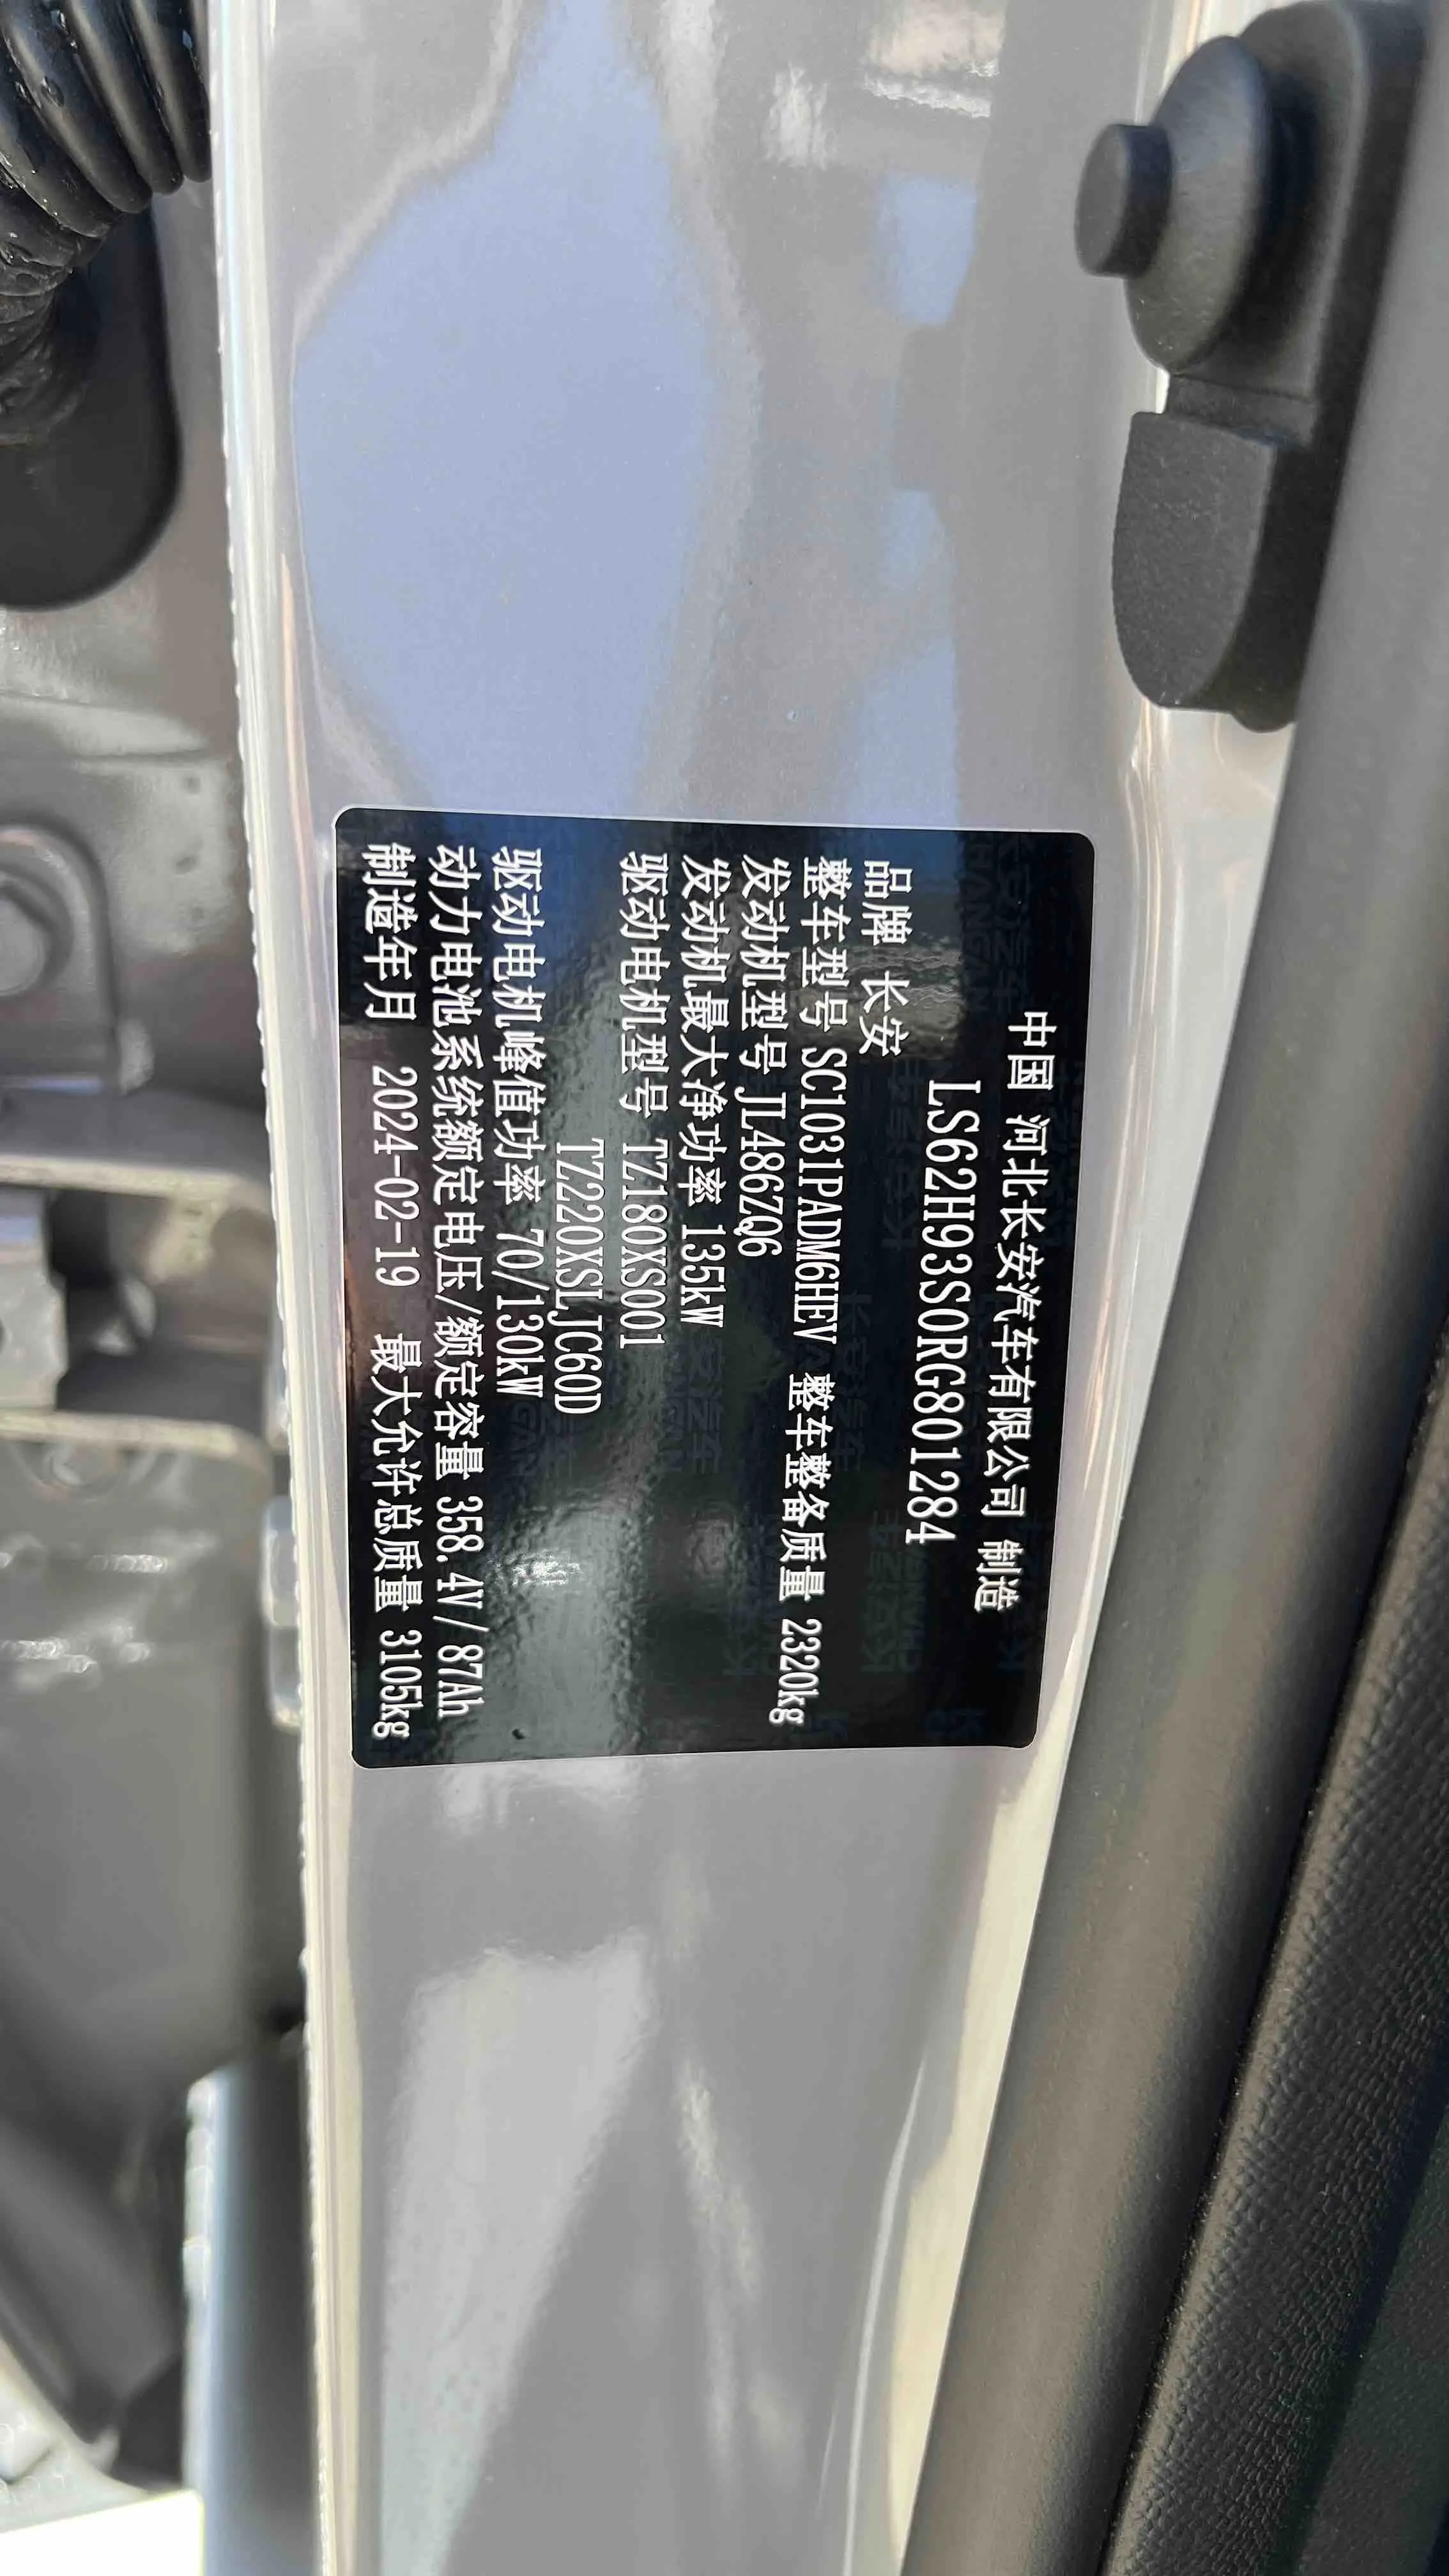 中国 河北长安汽车有限公司 制造
LS62H93S0RG801284
品牌 长安
整车型号 SC1031PADM6HEV 整车整备质量 2320kg
发动机型号 JL486ZQ6
发动机最大净功率 135kW
驱动电机型号 TZ180XS001
TZ220XSLJC60D
驱动电机峰值功率 70/130kW
动力电池系统额定电压/额定容量 358.4V/87Ah
制造年月 2024-02-19 最大允许总质量 3105kg